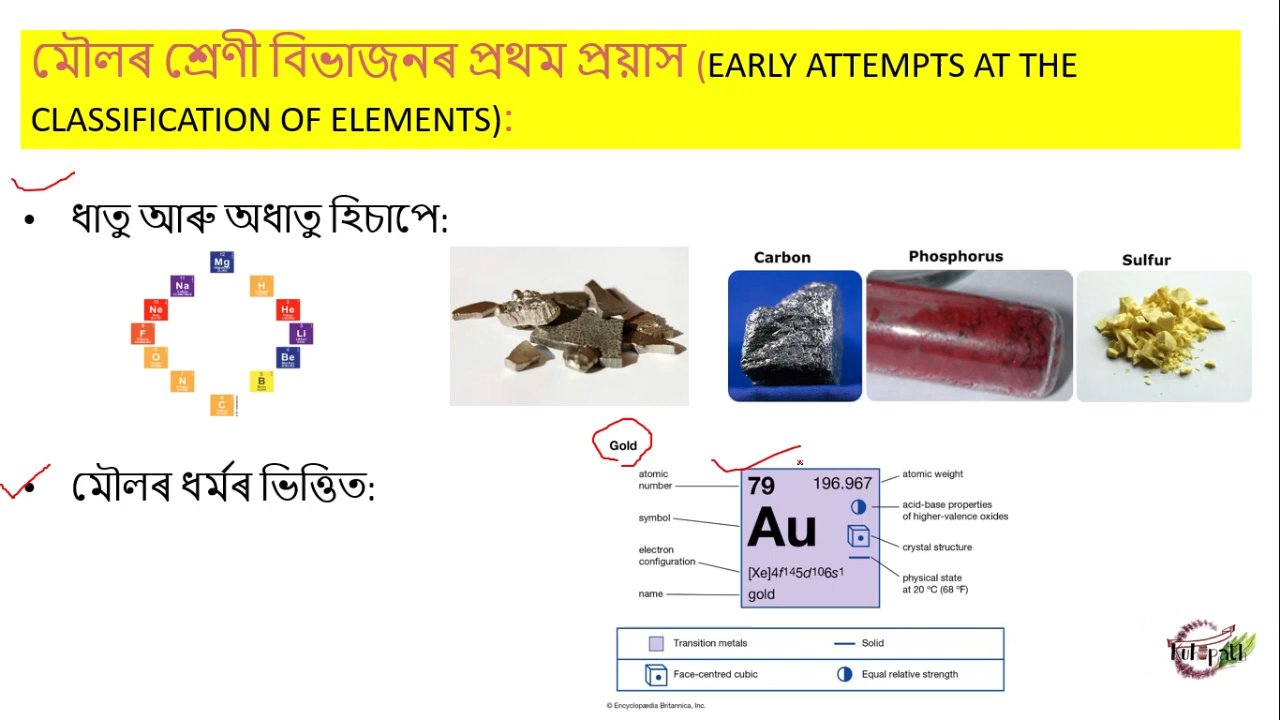 মৌলৰ শ্ৰেণী বিভাজনৰ প্ৰথম প্ৰয়াস (EARLY ATTEMPTS AT THE
CLASSIFICATION OF ELEMENTS):
• ধাতু আৰু অধাতু হিচাপে:
Mg
Na
H
Ne
He
F
Li
O
Be
N
B
C
Carbon
Phosphorus
Sulfur
• মৌলৰ ধৰ্মৰ ভিত্তিত:
Gold
atomic
number
symbol
electron
configuration
name
79 196.967
Au
[Xe]4f145d106s1
gold
atomic weight
acid-base properties
of higher-valence oxides
crystal structure
physical state
at 20 °C (68 °F)
Transition metals
Solid
Face-centred cubic
Equal relative strength
© Encyclopædia Britannica, Inc.